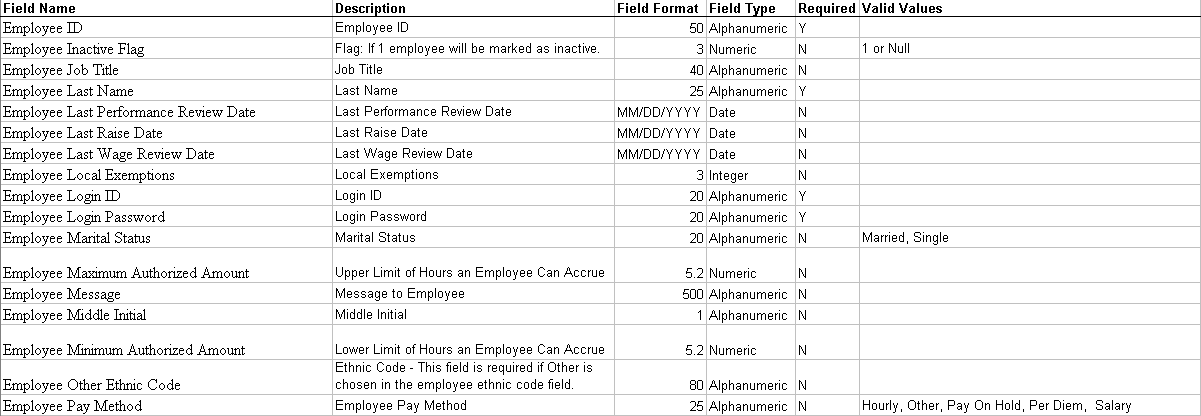 Field Name Description Field Format Field Type Required Valid Values
Employee ID Employee ID 50 Alphanumeric Y
Employee Inactive Flag Flag: If 1 employee will be marked as inactive. 3 Numeric N 1 or Null
Employee Job Title Job Title 40 Alphanumeric N
Employee Last Name Last Name 25 Alphanumeric Y
Employee Last Performance Review Date Last Performance Review Date MM/DD/YYYY Date N
Employee Last Raise Date Last Raise Date MM/DD/YYYY Date N
Employee Last Wage Review Date Last Wage Review Date MM/DD/YYYY Date N
Employee Local Exemptions Local Exemptions 3 Integer N
Employee Login ID Login ID 20 Alphanumeric Y
Employee Login Password Login Password 20 Alphanumeric Y
Employee Marital Status Marital Status 20 Alphanumeric N Married, Single
Employee Maximum Authorized Amount Upper Limit of Hours an Employee Can Accrue 5.2 Numeric N
Employee Message Message to Employee 500 Alphanumeric N
Employee Middle Initial Middle Initial 1 Alphanumeric N
Employee Minimum Authorized Amount Lower Limit of Hours an Employee Can Accrue 5.2 Numeric N
Ethnic Code - This field is required if Other is
Employee Other Ethnic Code chosen in the employee ethnic code field. 80 Alphanumeric N
Employee Pay Method Employee Pay Method 25 Alphanumeric N Hourly, Other, Pay On Hold, Per Diem, Salary